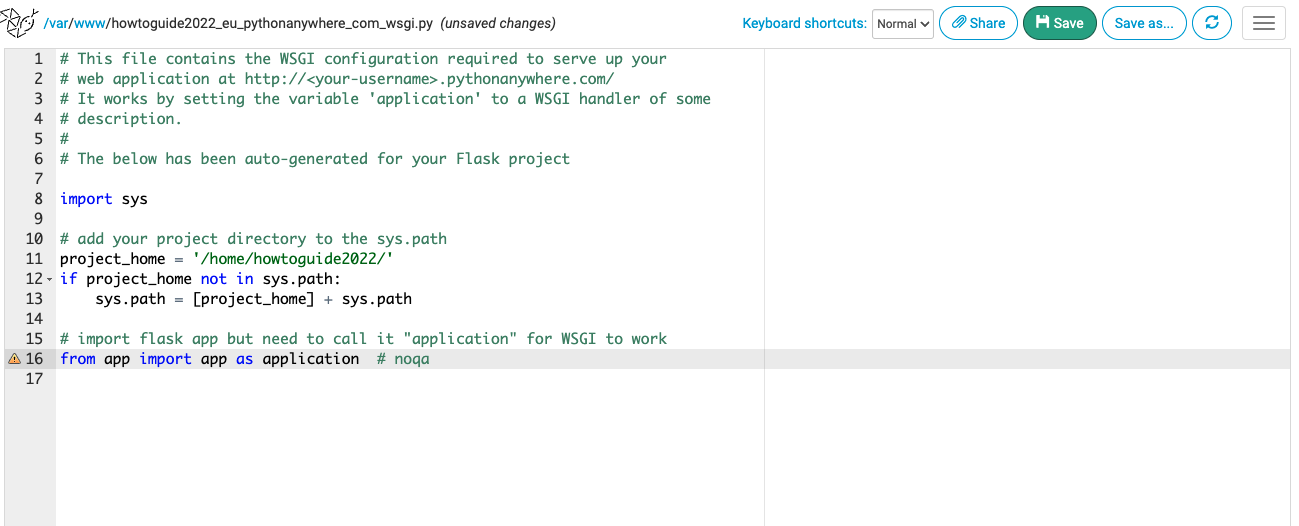 /var/www/howtoguide2022_eu_pythonanywhere_com_wsgi.py (unsaved changes) Keyboard shortcuts: Normal Share Save Save as...
1 # This file contains the WSGI configuration required to serve up your
2 # web application at http://<your-username>.pythonanywhere.com/
3 # It works by setting the variable 'application' to a WSGI handler of some
4 # description.
5 #
6 # The below has been auto-generated for your Flask project
7
8 import sys
9
10 # add your project directory to the sys.path
11 project_home = '/home/howtoguide2022/'
12 if project_home not in sys.path:
13     sys.path = [project_home] + sys.path
14
15 # import flask app but need to call it "application" for WSGI to work
16 from app import app as application  # noqa
17